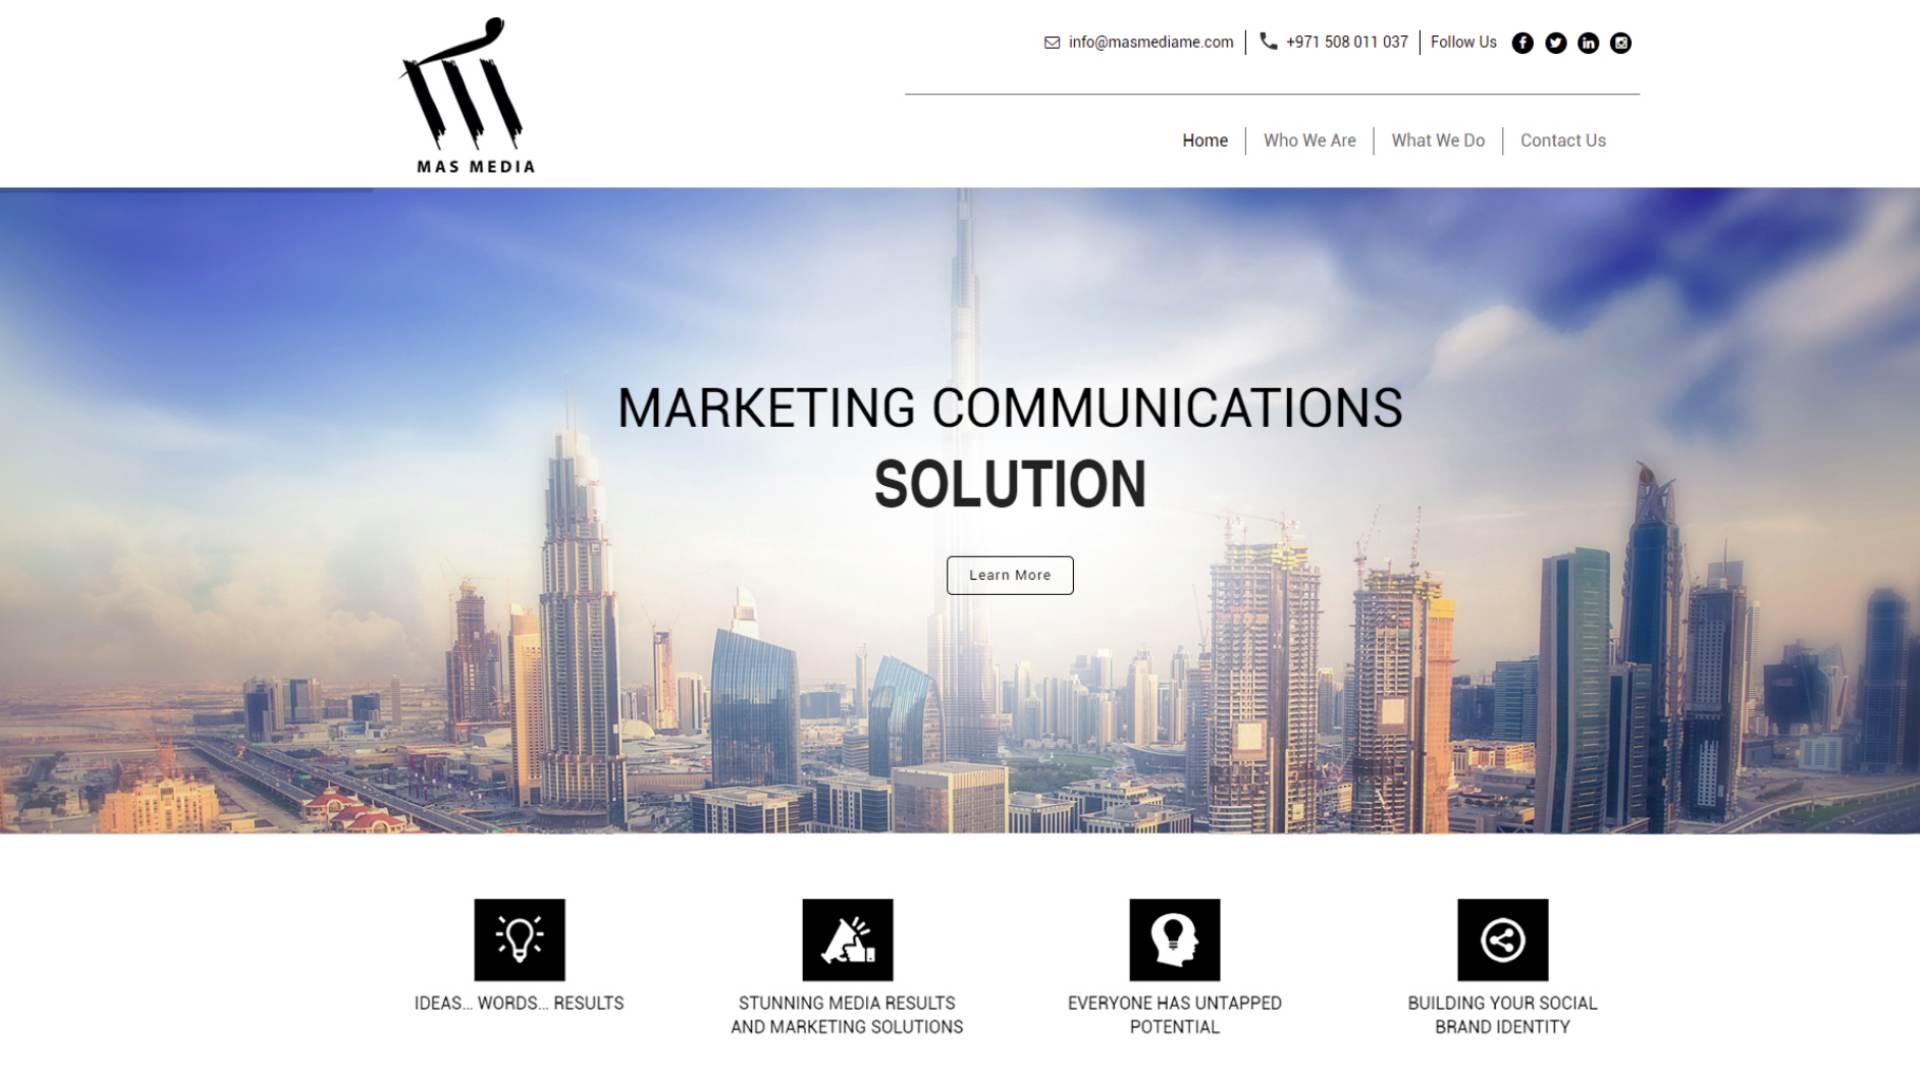 MAS MEDIA
info@masmediame.com
+971 508 011 037
Follow Us
Home
Who We Are
What We Do
Contact Us
MARKETING COMMUNICATIONS
SOLUTION
Learn More
IDEAS... WORDS... RESULTS
STUNNING MEDIA RESULTS
AND MARKETING SOLUTIONS
EVERYONE HAS UNTAPPED
POTENTIAL
BUILDING YOUR SOCIAL
BRAND IDENTITY